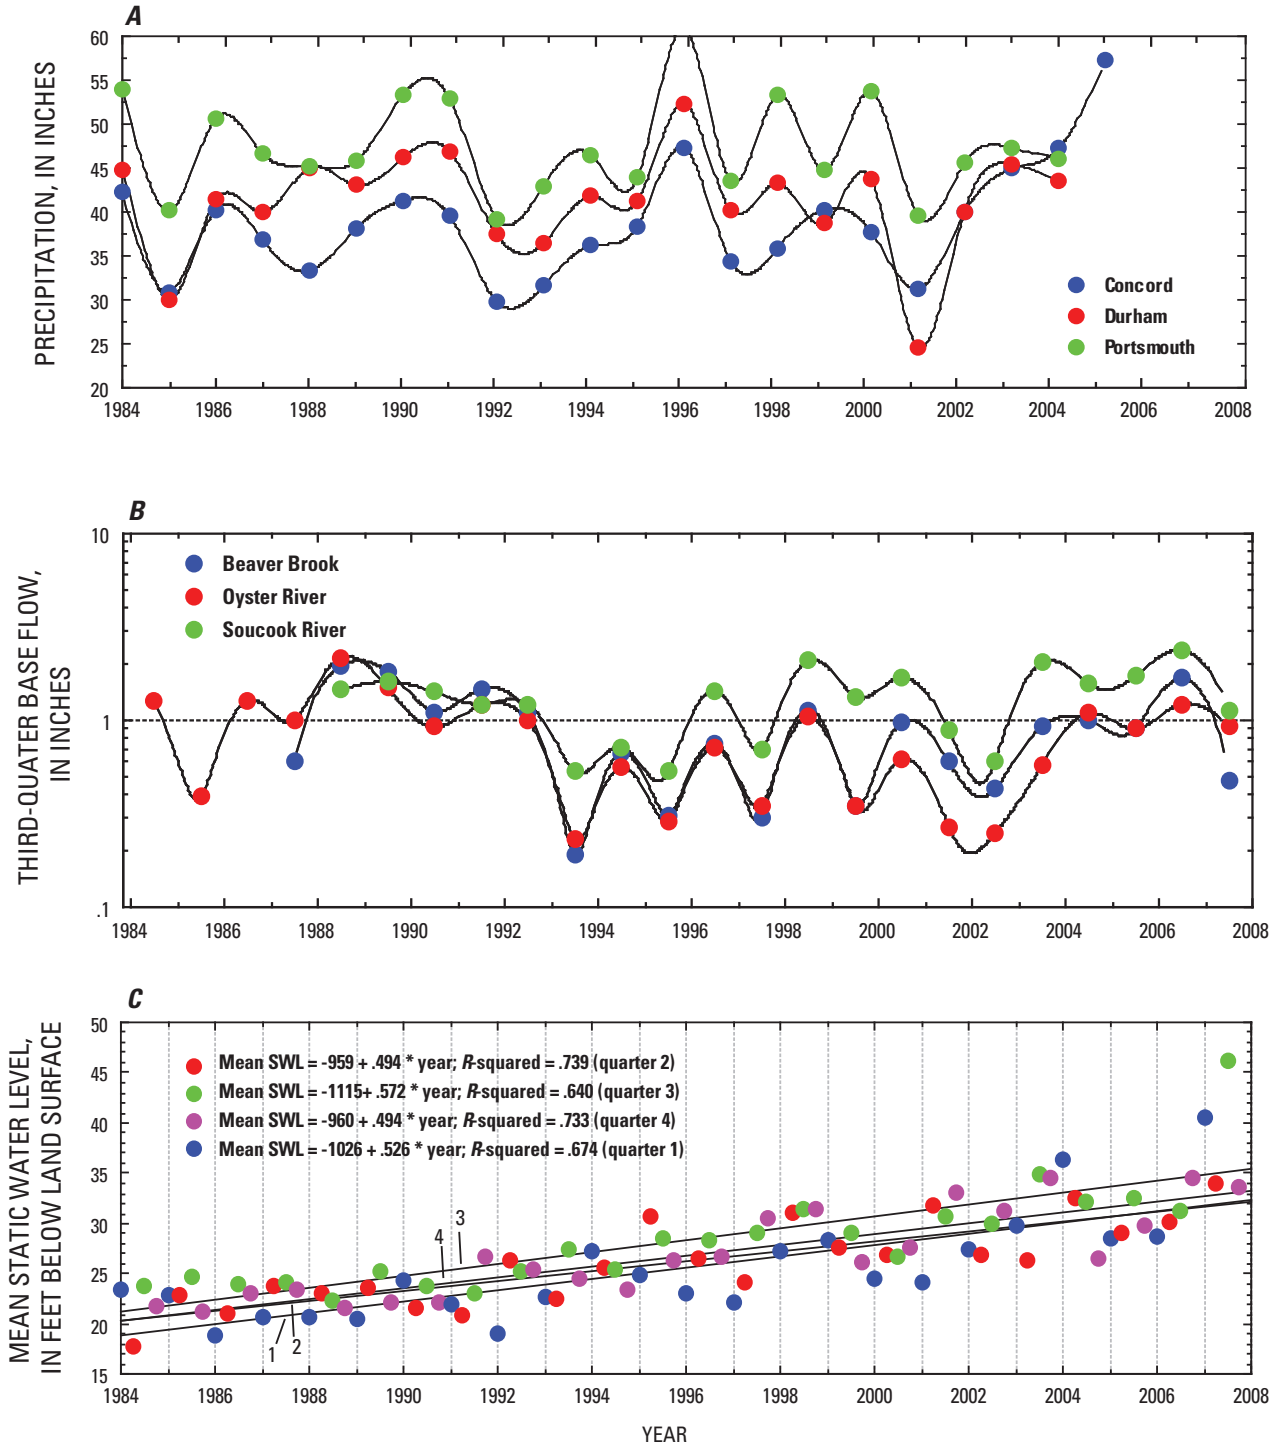 A
PRECIPITATION, IN INCHES
60
55
50
45
40
35
30
25
20
Concord
Durham
Portsmouth
1984 1986 1988 1990 1992 1994 1996 1998 2000 2002 2004 2006 2008
B
THIRD-QUATER BASE FLOW,
IN INCHES
10
1
.1
Beaver Brook
Oyster River
Soucook River
1984 1986 1988 1990 1992 1994 1996 1998 2000 2002 2004 2006 2008
C
MEAN STATIC WATER LEVEL,
IN FEET BELOW LAND SURFACE
50
45
40
35
30
25
20
15
Mean SWL = -959 + .494 * year; R-squared = .739 (quarter 2)
Mean SWL = -1115+ .572 * year; R-squared = .640 (quarter 3)
Mean SWL = -960 + .494 * year; R-squared = .733 (quarter 4)
Mean SWL = -1026 + .526 * year; R-squared = .674 (quarter 1)
4 3
1 2
1984 1986 1988 1990 1992 1994 1996 1998 2000 2002 2004 2006 2008
YEAR